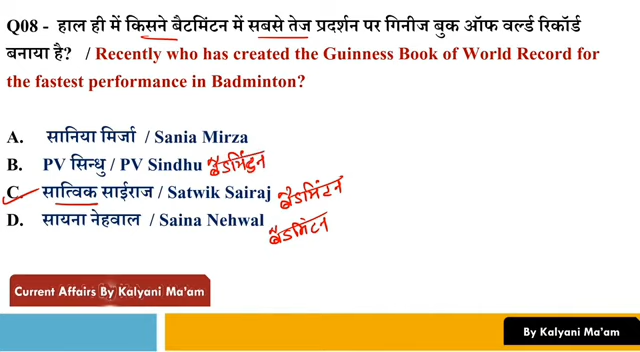 Q08 - हाल ही में किसने बैटमिंटन में सबसे तेज प्रदर्शन पर गिनीज बुक ऑफ वर्ल्ड रिकॉर्ड
बनाया है? / Recently who has created the Guinness Book of World Record for
the fastest performance in Badminton?
A. सानिया मिर्जा / Sania Mirza
B. PV सिन्धु / PV Sindhu बैडमिंटन
C. सात्विक साईराज / Satwik Sairaj बैडमिंटन
D. सायना नेहवाल / Saina Nehwal बैडमिंटन
Current Affairs By Kalyani Ma'am
By Kalyani Ma'am